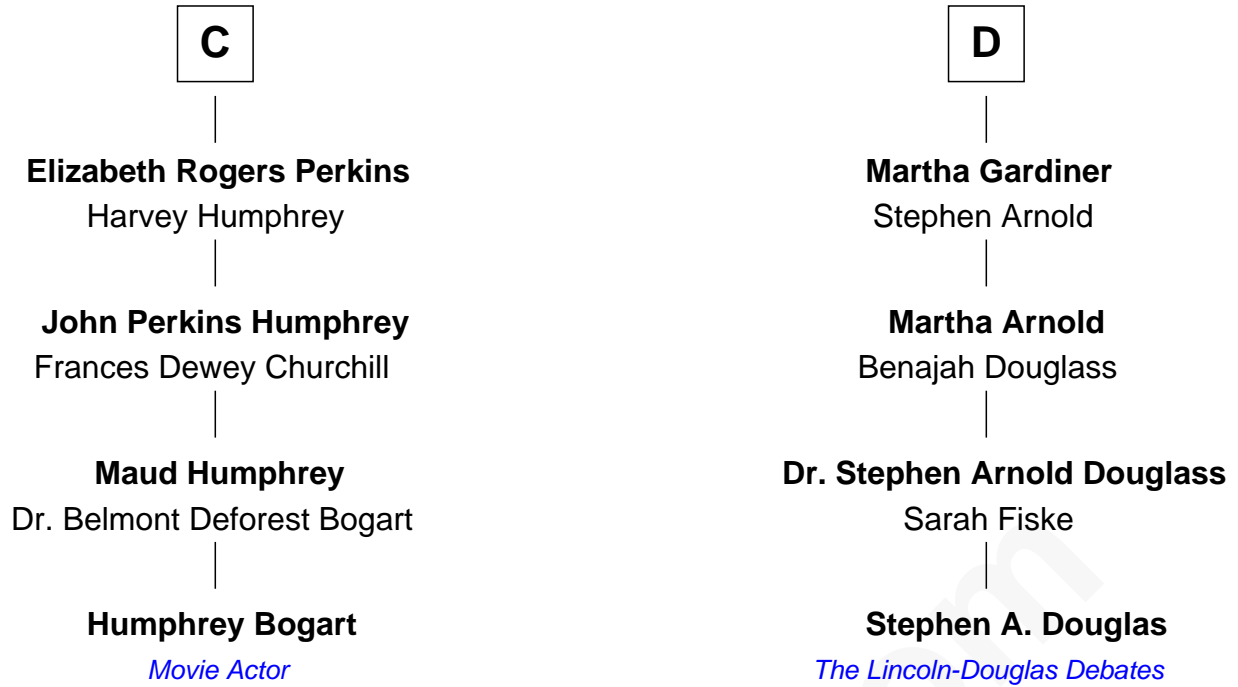 C
Elizabeth Rogers Perkins
Harvey Humphrey
John Perkins Humphrey
Frances Dewey Churchill
Maud Humphrey
Dr. Belmont Deforest Bogart
Humphrey Bogart
Movie Actor
D
Martha Gardiner
Stephen Arnold
Martha Arnold
Benajah Douglass
Dr. Stephen Arnold Douglass
Sarah Fiske
Stephen A. Douglas
The Lincoln-Douglas Debates